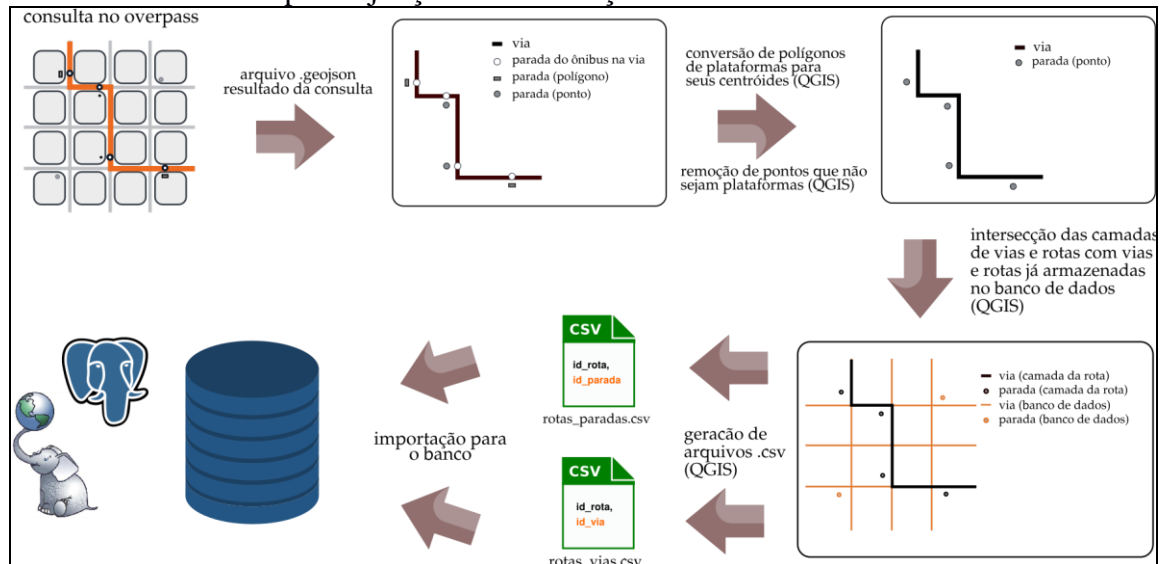 consulta no overpass
arquivo .geojson
resultado da consulta
via
parada do ônibus na via
parada (polígono)
parada (ponto)
conversão de polígonos
de plataformas para
seus centróides (QGIS)
remoção de pontos que não
sejam plataformas (QGIS)
via
parada (ponto)
intersecção das camadas
de vias e rotas com vias
e rotas já armazenadas
no banco de dados
(QGIS)
via (camada da rota)
parada (camada da rota)
via (banco de dados)
parada (banco de dados)
geracão de
arquivos .csv
(QGIS)
CSV
id_rota,
id_parada
rotas_paradas.csv
CSV
id_rota,
id_via
rotas_vias.csv
importação para
o banco